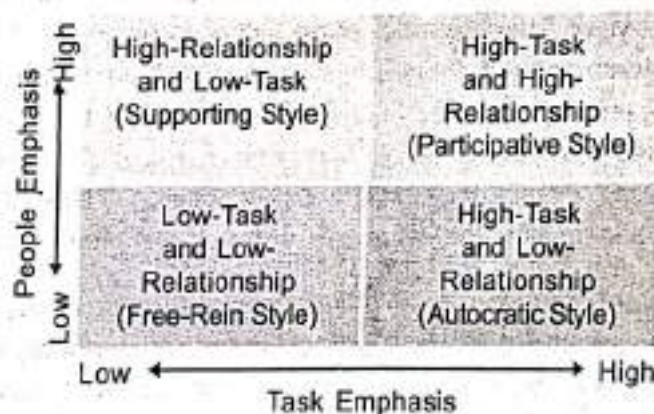 High
People Emphasis
Low
High-Relationship
and Low-Task
(Supporting Style)
High-Task
and High-
Relationship
(Participative Style)
Low-Task
and Low-
Relationship
(Free-Rein Style)
High-Task
and Low-
Relationship
(Autocratic Style)
Low
High
Task Emphasis